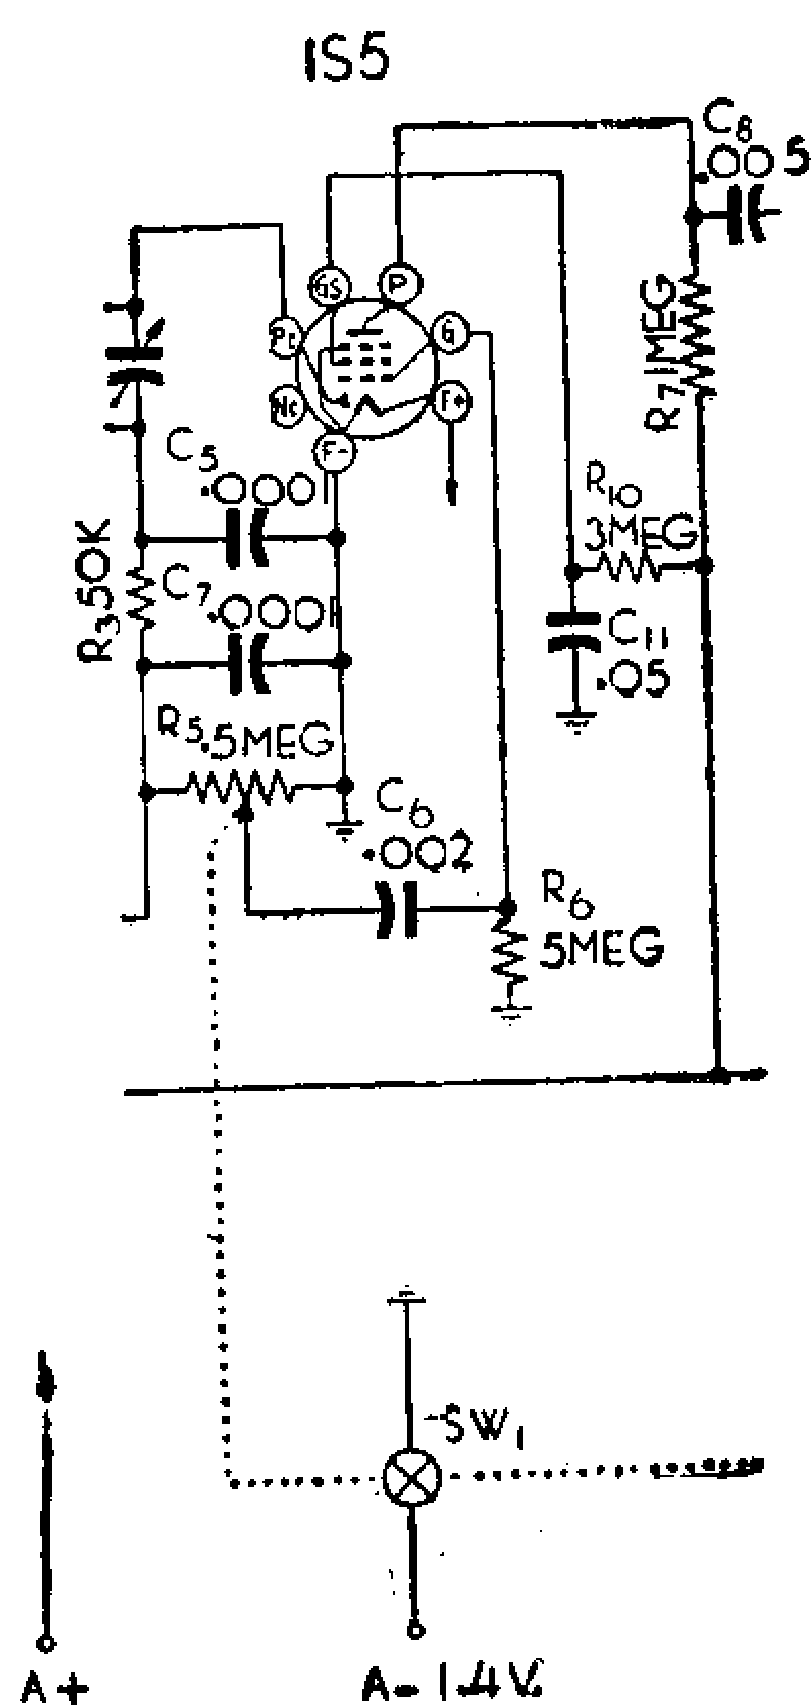 1S5
C8
.005
GS
P
Pd
G
Nc
F+
F-
R7 1MEG
C5
.0001
R10
3MEG
R3 50K
C7
.0001
C11
.05
R5 .5MEG
C6
.002
R6
5MEG
SW1
A+
A- 1.4V.